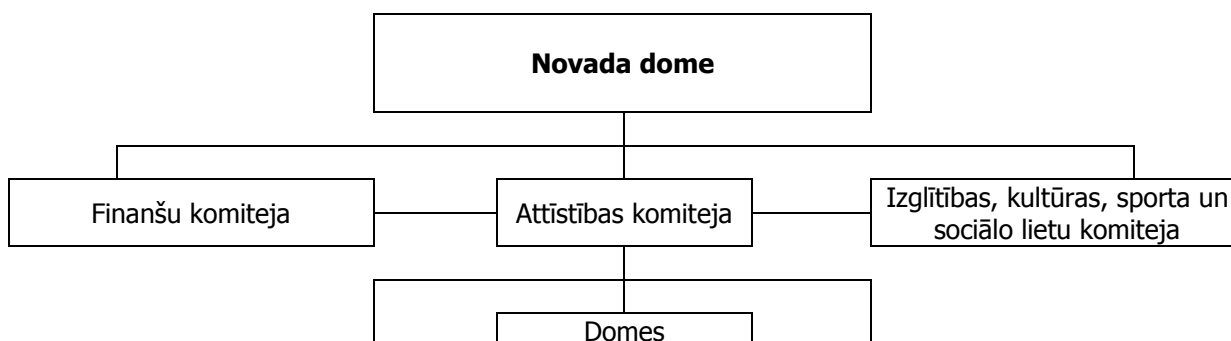 Novada dome
Finanšu komiteja
Attīstības komiteja
Izglītības, kultūras, sporta un
sociālo lietu komiteja
Domes